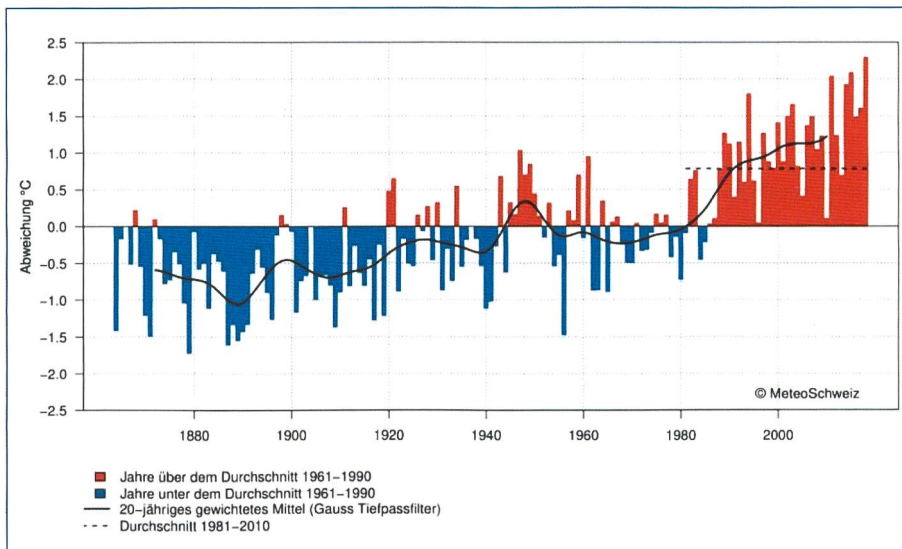 2.5
2.0
1.5
1.0
0.5
0.0
−0.5
−1.0
−1.5
−2.0
−2.5
Abweichung °C
© MeteoSchweiz
1880 1900 1920 1940 1960 1980 2000
Jahre über dem Durchschnitt 1961−1990
Jahre unter dem Durchschnitt 1961−1990
20−jähriges gewichtetes Mittel (Gauss Tiefpassfilter)
Durchschnitt 1981−2010